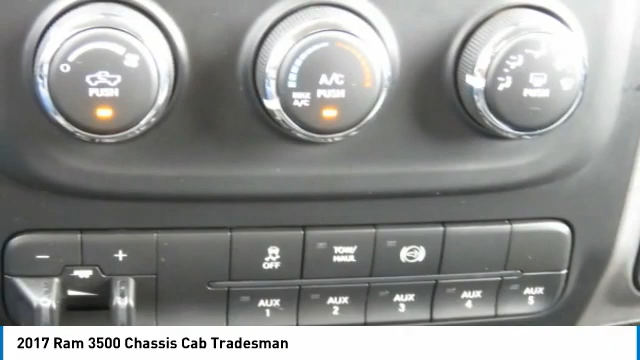 PUSH
A/C
MAX PUSH
A/C
PUSH
− +
OFF
TOW/
HAUL
AUX
1
AUX
2
AUX
3
AUX
4
AUX
5
2017 Ram 3500 Chassis Cab Tradesman